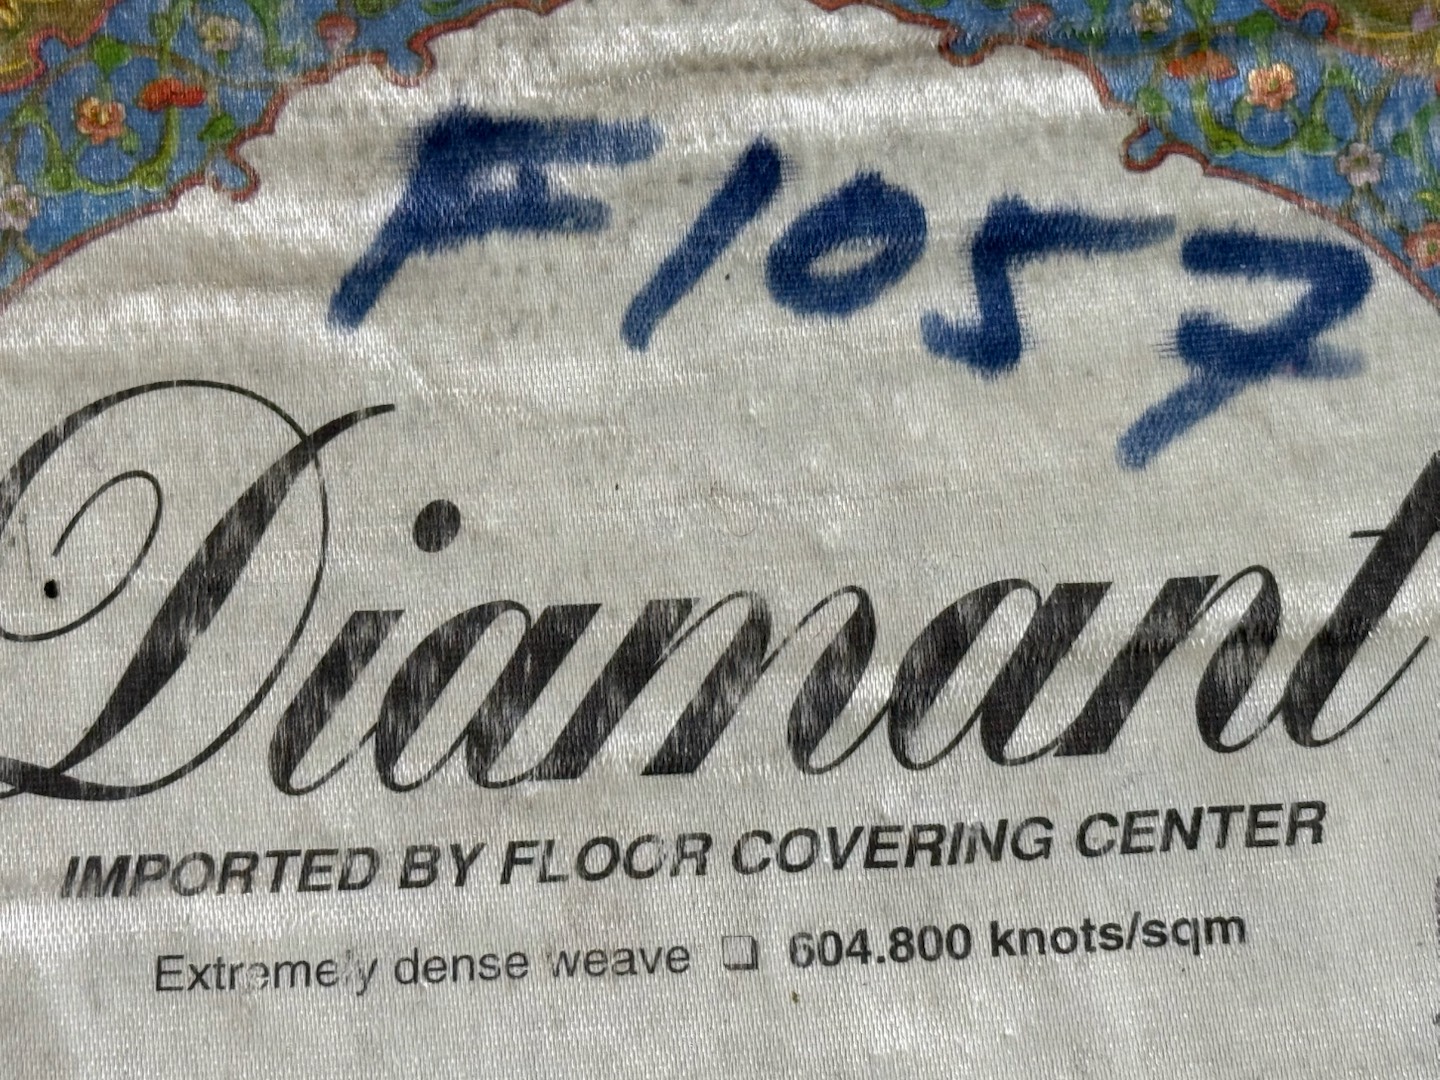 F1057
Diamant
IMPORTED BY FLOOR COVERING CENTER
Extremely dense weave ❏ 604.800 knots/sqm